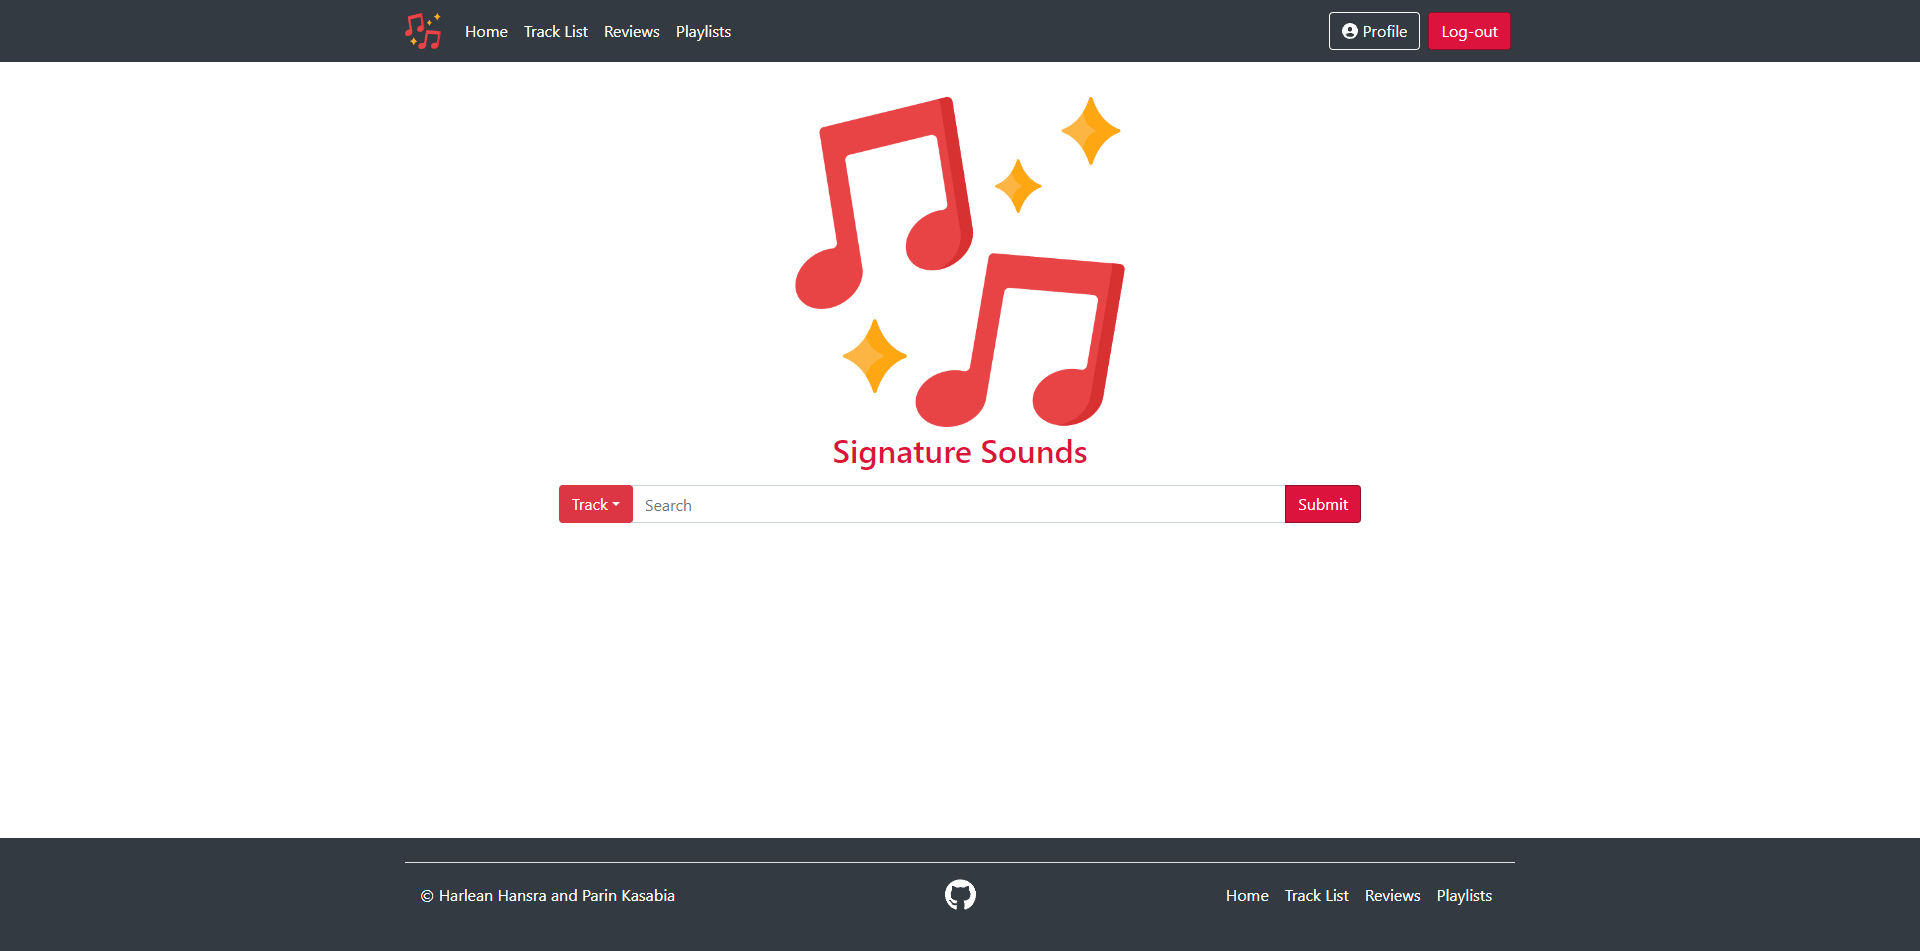 Home Track List Reviews Playlists Profile Log-out
Signature Sounds
Track Search Submit
© Harlean Hansra and Parin Kasabia Home Track List Reviews Playlists